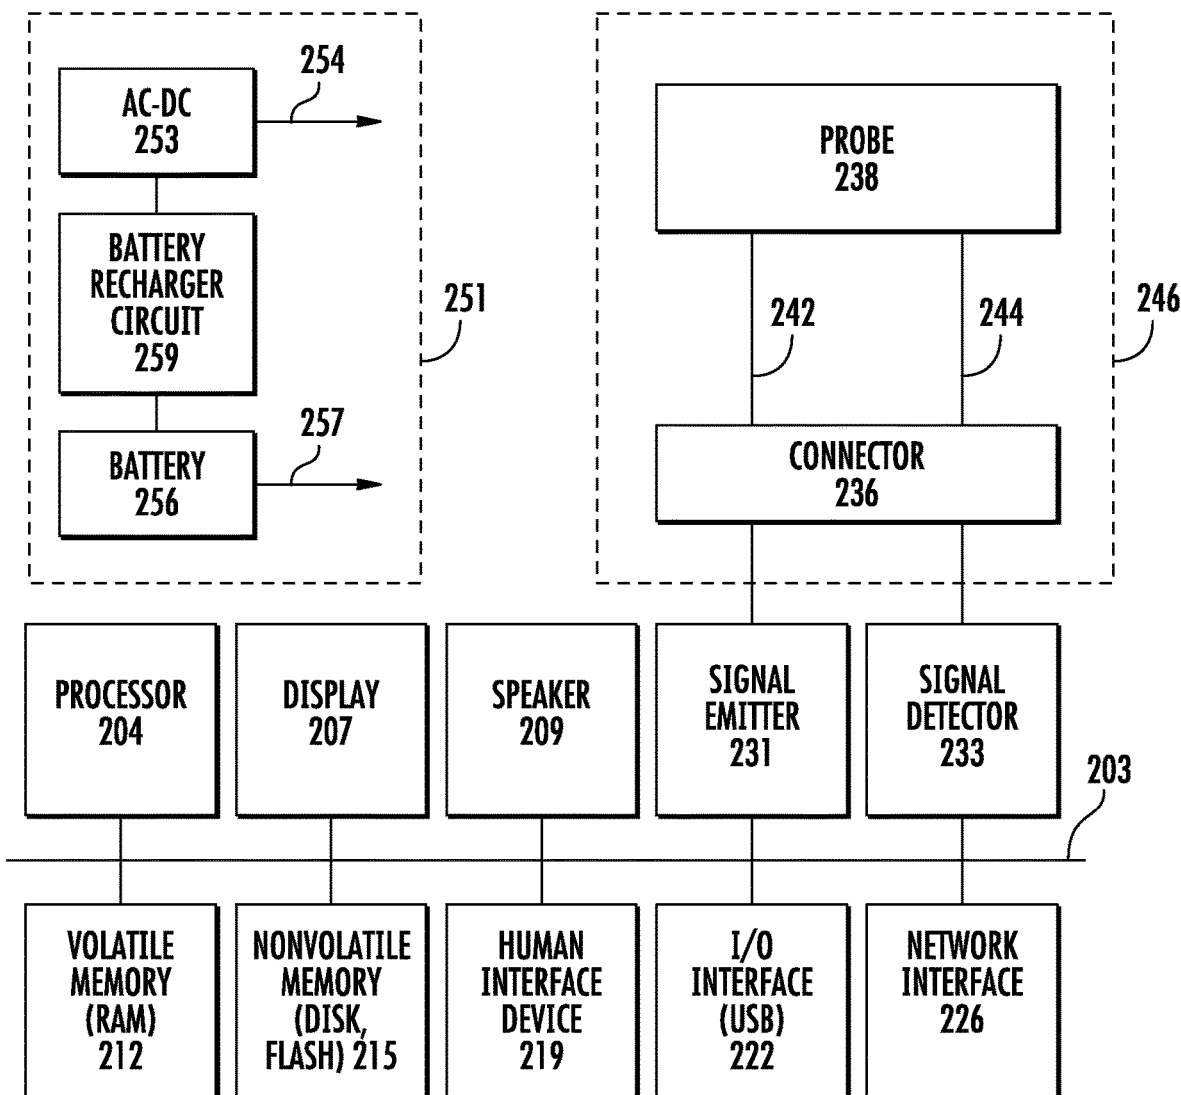 AC-DC
253
254
BATTERY
RECHARGER
CIRCUIT
259
BATTERY
256
257
251
PROBE
238
242
244
246
CONNECTOR
236
PROCESSOR
204
DISPLAY
207
SPEAKER
209
SIGNAL
EMITTER
231
SIGNAL
DETECTOR
233
203
VOLATILE
MEMORY
(RAM)
212
NONVOLATILE
MEMORY
(DISK,
FLASH) 215
HUMAN
INTERFACE
DEVICE
219
I/O
INTERFACE
(USB)
222
NETWORK
INTERFACE
226